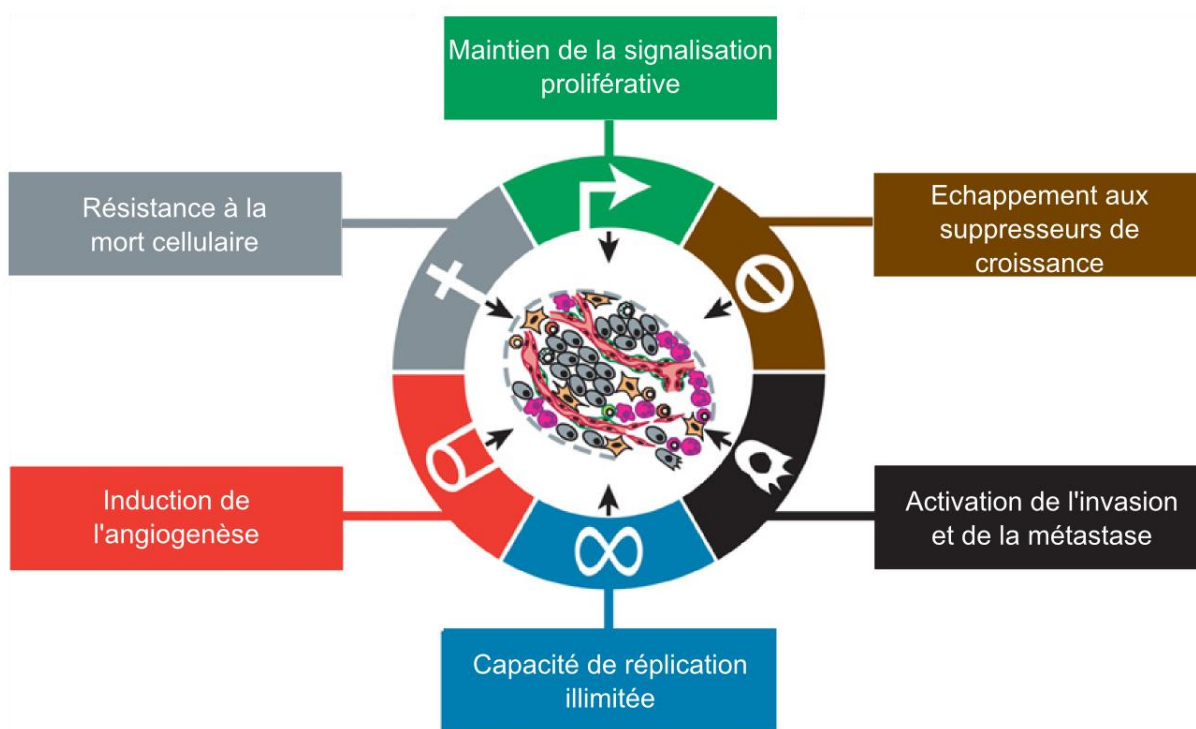 Maintien de la signalisation
proliférative
Résistance à la
mort cellulaire
Echappement aux
suppresseurs de
croissance
Induction de
l'angiogenèse
Activation de l'invasion
et de la métastase
Capacité de réplication
illimitée